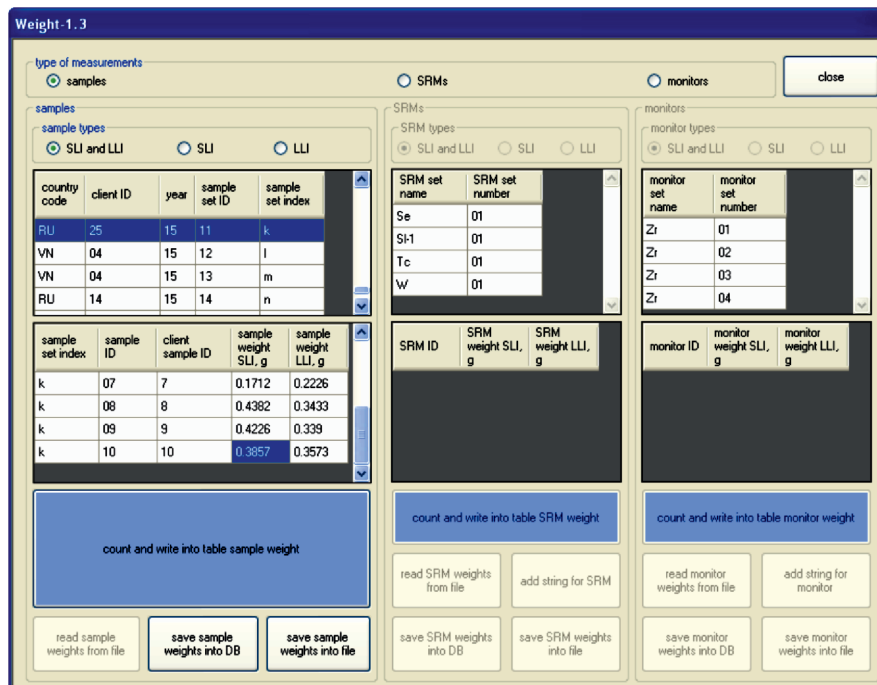 Weight-1.3
type of measurements
samples SRMs monitors close
samples
sample types
SLI and LLI SLI LLI
country code client ID year sample set ID sample set index
RU 25 15 11 k
VN 04 15 12 l
VN 04 15 13 m
RU 14 15 14 n
sample set index sample ID client sample ID sample weight SLI, g sample weight LLI, g
k 07 7 0.1712 0.2226
k 08 8 0.4382 0.3433
k 09 9 0.4226 0.339
k 10 10 0.3857 0.3573
count and write into table sample weight
read sample weights from file
save sample weights into DB
save sample weights into file
SRMs
SRM types
SLI and LLI SLI LLI
SRM set name SRM set number
Se 01
Sl-1 01
Tc 01
W 01
SRM ID SRM weight SLI, g SRM weight LLI, g
count and write into table SRM weight
read SRM weights from file
add string for SRM
save SRM weights into DB
save SRM weights into file
monitors
monitor types
SLI and LLI SLI LLI
monitor set name monitor set number
Zr 01
Zr 02
Zr 03
Zr 04
monitor ID monitor weight SLI, g monitor weight LLI, g
count and write into table monitor weight
read monitor weights from file
add string for monitor
save monitor weights into DB
save monitor weights into file